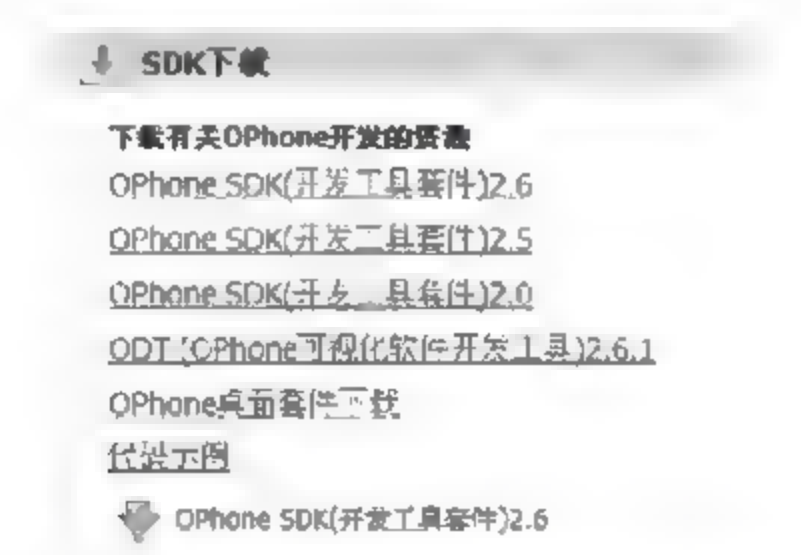 SDK下载
下载有关OPhone开发的资源
OPhone SDK(开发工具套件)2.6
OPhone SDK(开发工具套件)2.5
OPhone SDK(开发工具套件)2.0
ODT (OPhone可视化软件开发工具)2.6.1
OPhone桌面套件下载
代码示例
OPhone SDK(开发工具套件)2.6